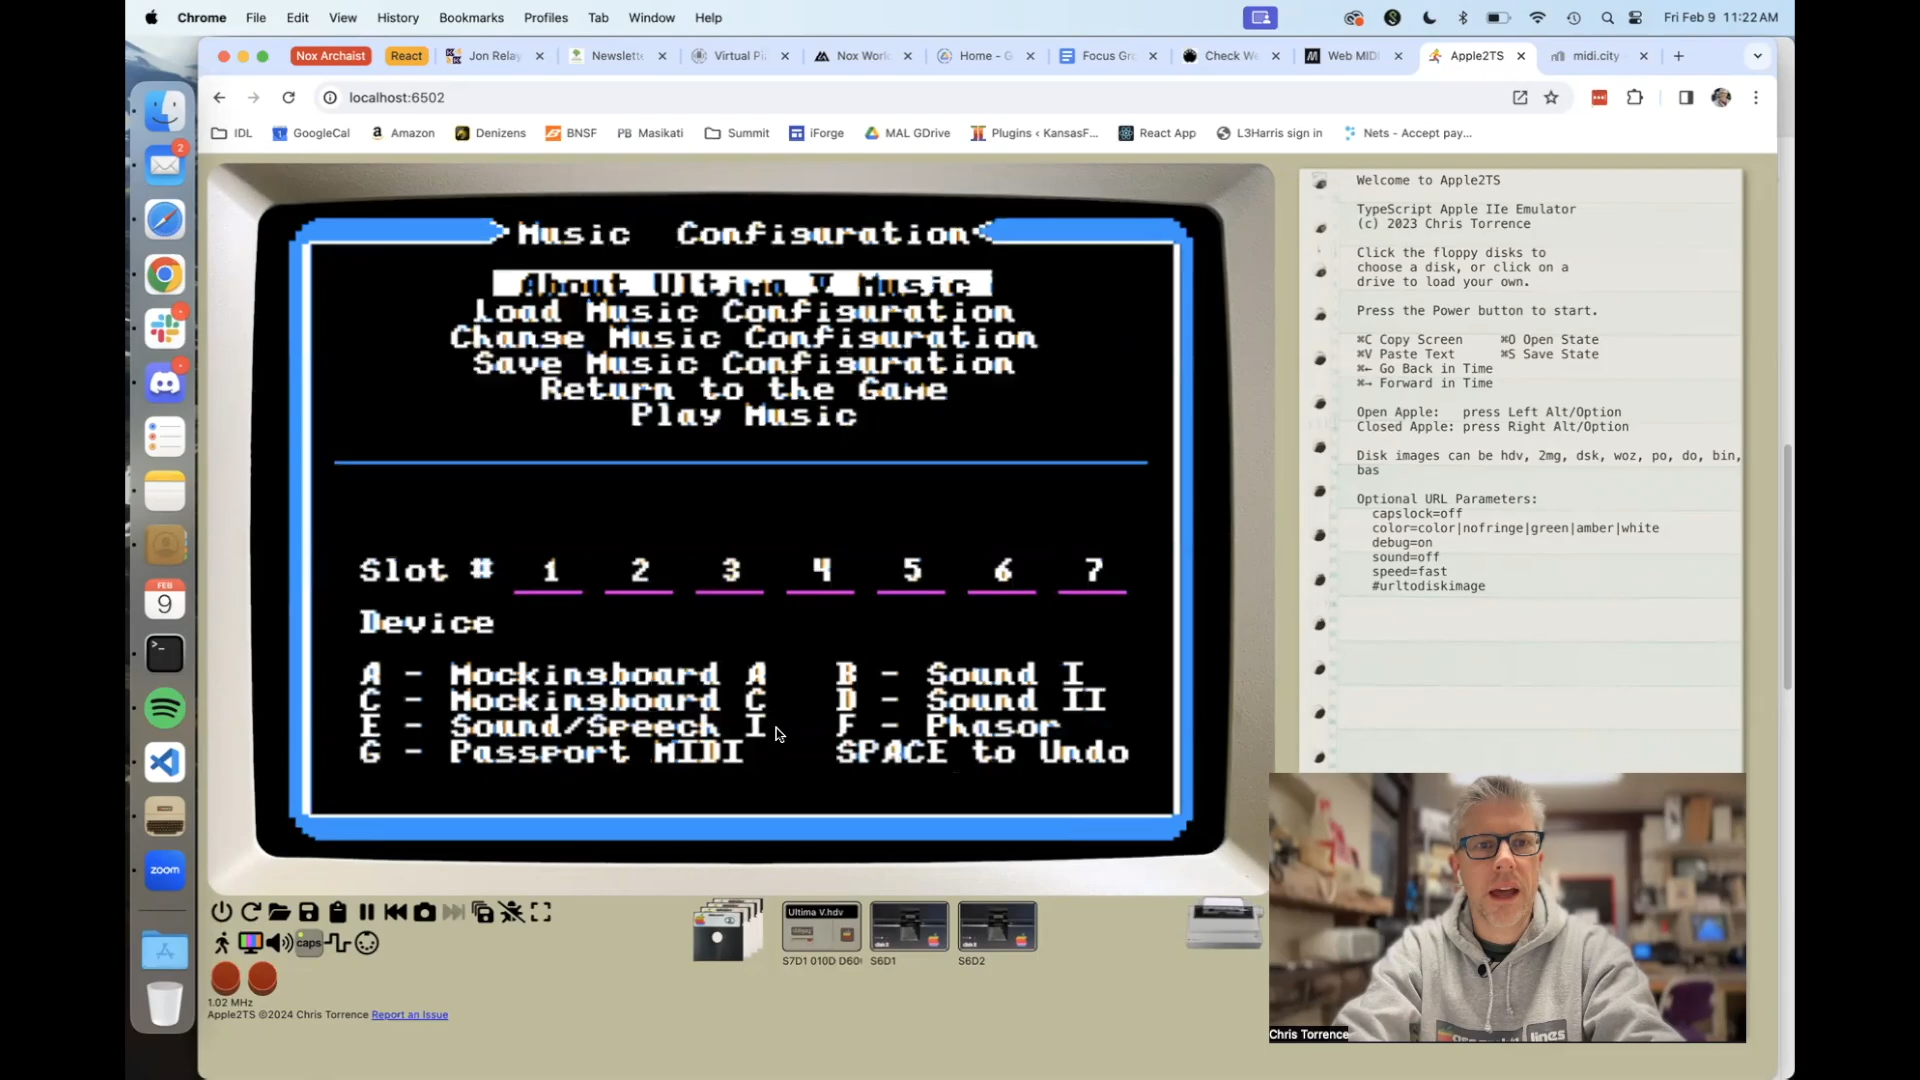 Chrome File Edit View History Bookmarks Profiles Tab Window Help
Fri Feb 9 11:22 AM
Nox Archaist React Jon Relay Newslette Virtual Pi Nox Worl Home - G Focus Gr Check We Web MIDI Apple2TS midi.city
localhost:6502
IDL GoogleCal Amazon Denizens BNSF PB Masikati Summit iForge MAL GDrive Plugins ‹ KansasF... React App L3Harris sign in Nets - Accept pay...
Music Configuration
About Ultima V Music
Load Music Configuration
Change Music Configuration
Save Music Configuration
Return to the Game
Play Music
Slot # 1 2 3 4 5 6 7
Device
A - Mockingboard A B - Sound I
C - Mockingboard C D - Sound II
E - Sound/Speech I F - Phasor
G - Passport MIDI SPACE to Undo
Welcome to Apple2TS
TypeScript Apple IIe Emulator
(c) 2023 Chris Torrence
Click the floppy disks to
choose a disk, or click on a
drive to load your own.
Press the Power button to start.
⌘C Copy Screen ⌘O Open State
⌘V Paste Text ⌘S Save State
⌘← Go Back in Time
⌘→ Forward in Time
Open Apple: press Left Alt/Option
Closed Apple: press Right Alt/Option
Disk images can be hdv, 2mg, dsk, woz, po, do, bin,
bas
Optional URL Parameters:
capslock=off
color=color|nofringe|green|amber|white
debug=on
sound=off
speed=fast
#urltodiskimage
2
FEB
9
zoom
caps
Ultima V.hdv
S7D1 010D D60 S6D1 S6D2
1.02 MHz
Apple2TS ©2024 Chris Torrence Report an Issue
lines
Chris Torrence